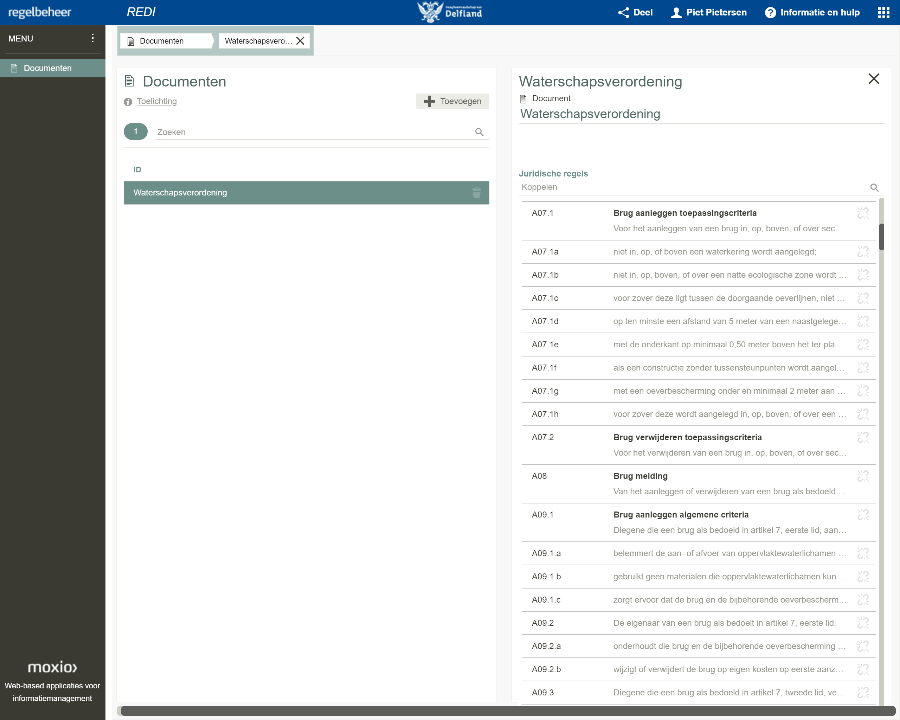 regelbeheer
REDI
Hoogheemraadschap van
Delfland
Deel
Piet Pietersen
Informatie en hulp
MENU
Documenten
Documenten
Waterschapsvero...
Documenten
Toelichting
Toevoegen
1
Zoeken
ID
Waterschapsverordening
Waterschapsverordening
Document
Waterschapsverordening
Juridische regels
Koppelen
A07.1 Brug aanleggen toepassingscriteria
Voor het aanleggen van een brug in, op, boven, of over sec
A07.1a niet in, op, of boven een waterkering wordt aangelegd;
A07.1b niet in, op, boven, of over een natte ecologische zone wordt ...
A07.1c voor zover deze ligt tussen de doorgaande oeverlijnen, niet ...
A07.1d op ten minste een afstand van 5 meter van een naastgelege...
A07.1e met de onderkant op minimaal 0,50 meter boven het ter pla
A07.1f als een constructie zonder tussensteunpunten wordt aangel...
A07.1g met een oeverbescherming onder en minimaal 2 meter aan ...
A07.1h voor zover deze wordt aangelegd in, op, boven, of over een ...
A07.2 Brug verwijderen toepassingscriteria
Voor het verwijderen van een brug in, op, boven, of over sec...
A08 Brug melding
Van het aanleggen of verwijderen van een brug als bedoeld ...
A09.1 Brug aanleggen algemene criteria
Diegene die een brug als bedoeld in artikel 7, eerste lid, aan...
A09.1.a belemmert de aan- of afvoer van oppervlaktewaterlichamen ...
A09.1.b gebruikt geen materialen die oppervlaktewaterlichamen kun...
A09.1.c zorgt ervoor dat de brug en de bijbehorende oeverbescherm...
A09.2 De eigenaar van een brug als bedoelt in artikel 7, eerste lid:
A09.2.a onderhoudt die brug en de bijbehorende oeverbescherming ...
A09.2.b wijzigt of verwijdert de brug op eigen kosten op eerste aanz...
A09.3 Diegene die een brug als bedoeld in artikel 7, tweede lid, ve...
moxio
Web-based applicaties voor
informatiemanagement